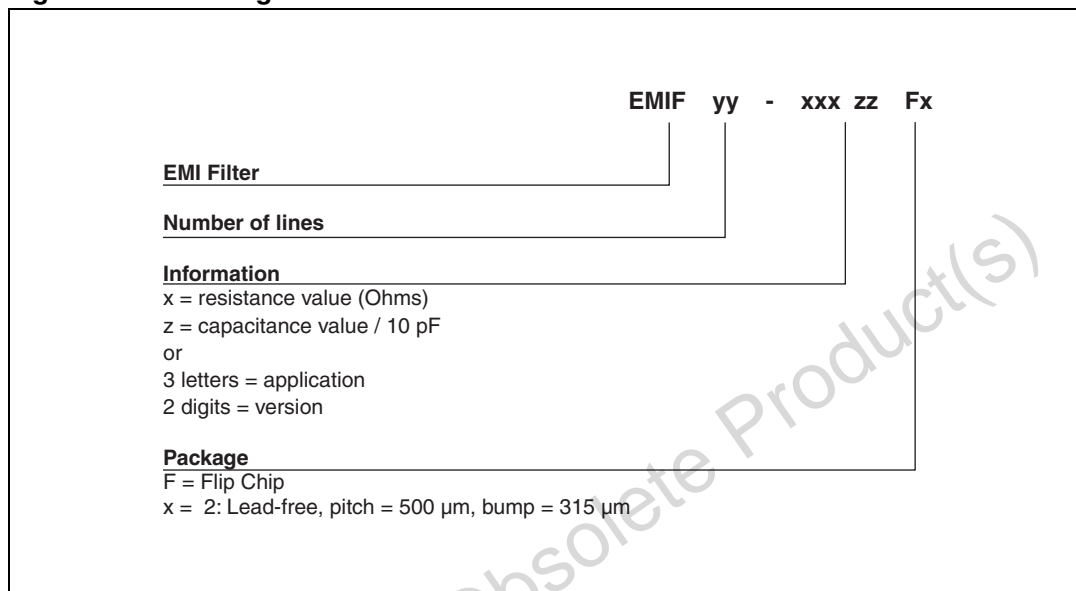 EMIF yy - xxx zz Fx
EMI Filter
Number of lines
Information
x = resistance value (Ohms)
z = capacitance value / 10 pF
or
3 letters = application
2 digits = version
Package
F = Flip Chip
x = 2: Lead-free, pitch = 500 µm, bump = 315 µm
Obsolete Product(s)